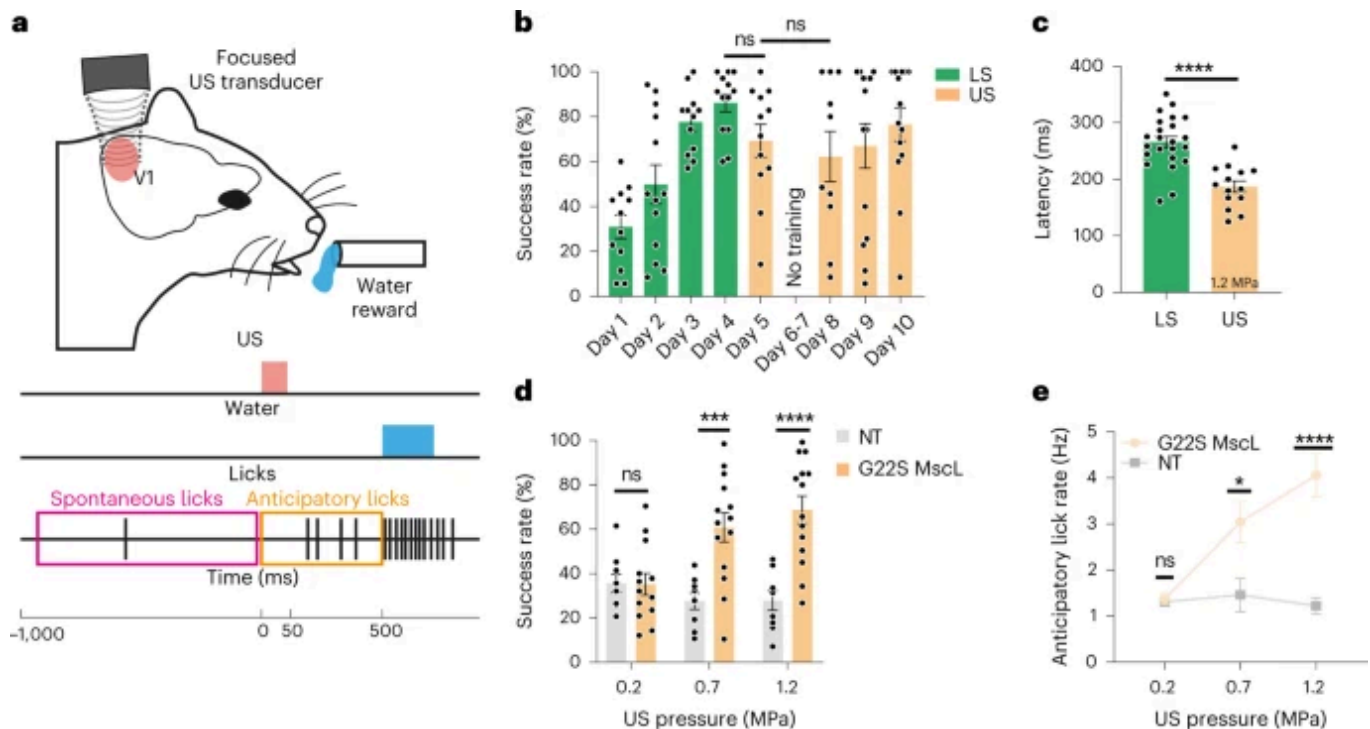 a
Focused
US transducer
V1
Water
reward
US
Water
Licks
Spontaneous licks
Anticipatory licks
Time (ms)
–1,000
0
50
500
b
ns
ns
LS
US
Success rate (%)
100
80
60
40
20
0
No training
Day 1
Day 2
Day 3
Day 4
Day 5
Day 6-7
Day 8
Day 9
Day 10
c
****
Latency (ms)
400
300
200
100
0
1.2 MPa
LS
US
d
ns
***
****
NT
G22S MscL
Success rate (%)
100
80
60
40
20
0
0.2
0.7
1.2
US pressure (MPa)
e
G22S MscL
NT
ns
*
****
Anticipatory lick rate (Hz)
5
4
3
2
1
0
0.2
0.7
1.2
US pressure (MPa)